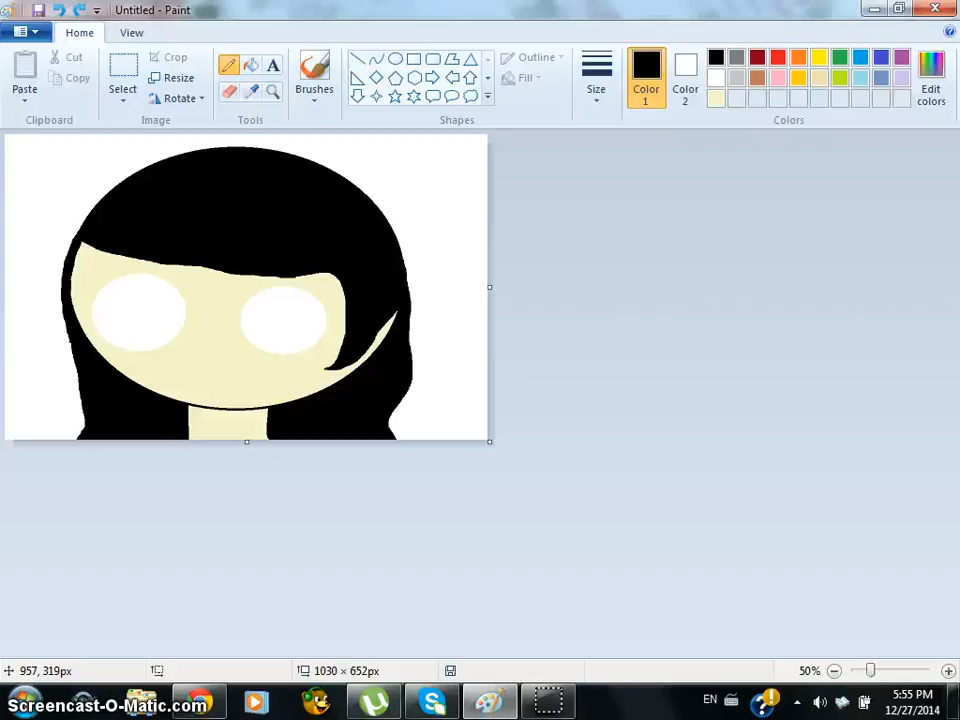 Untitled - Paint
Home View
Paste
Cut
Copy
Clipboard
Select
Crop
Resize
Rotate
Image
A
Tools
Brushes
Shapes
Outline
Fill
Size
Color 1
Color 2
Edit colors
Colors
957, 319px
1030 × 652px
50%
Screencast-O-Matic.com
EN
5:55 PM
12/27/2014